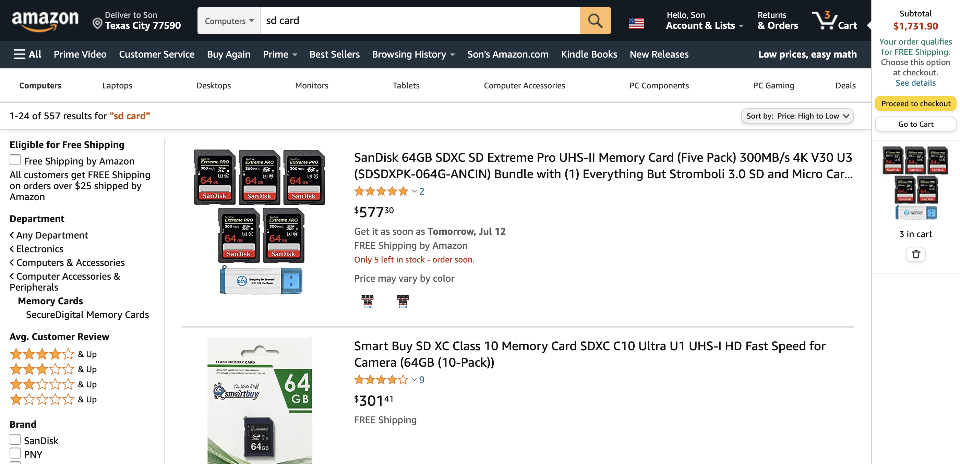 amazon
Deliver to Son
Texas City 77590
Computers
sd card
Hello, Son
Account & Lists
Returns
& Orders
3
Cart
All
Prime Video
Customer Service
Buy Again
Prime
Best Sellers
Browsing History
Son's Amazon.com
Kindle Books
New Releases
Low prices, easy math
Computers
Laptops
Desktops
Monitors
Tablets
Computer Accessories
PC Components
PC Gaming
Deals
1-24 of 557 results for "sd card"
Sort by: Price: High to Low
Eligible for Free Shipping
Free Shipping by Amazon
All customers get FREE Shipping
on orders over $25 shipped by
Amazon
Department
Any Department
Electronics
Computers & Accessories
Computer Accessories &
Peripherals
Memory Cards
SecureDigital Memory Cards
Avg. Customer Review
& Up
& Up
& Up
& Up
Brand
SanDisk
PNY
SanDisk 64GB SDXC SD Extreme Pro UHS-II Memory Card (Five Pack) 300MB/s 4K V30 U3
(SDSDXPK-064G-ANCIN) Bundle with (1) Everything But Stromboli 3.0 SD and Micro Car...
2
$577 30
Get it as soon as Tomorrow, Jul 12
FREE Shipping by Amazon
Only 5 left in stock - order soon.
Price may vary by color
Smart Buy SD XC Class 10 Memory Card SDXC C10 Ultra U1 UHS-I HD Fast Speed for
Camera (64GB (10-Pack))
9
$301 41
FREE Shipping
FLASH MEMORY CARD
64
GB
smartbuy
64GB
Subtotal
$1,731.90
Your order qualifies
for FREE Shipping.
Choose this option
at checkout.
See details
Proceed to checkout
Go to Cart
3 in cart